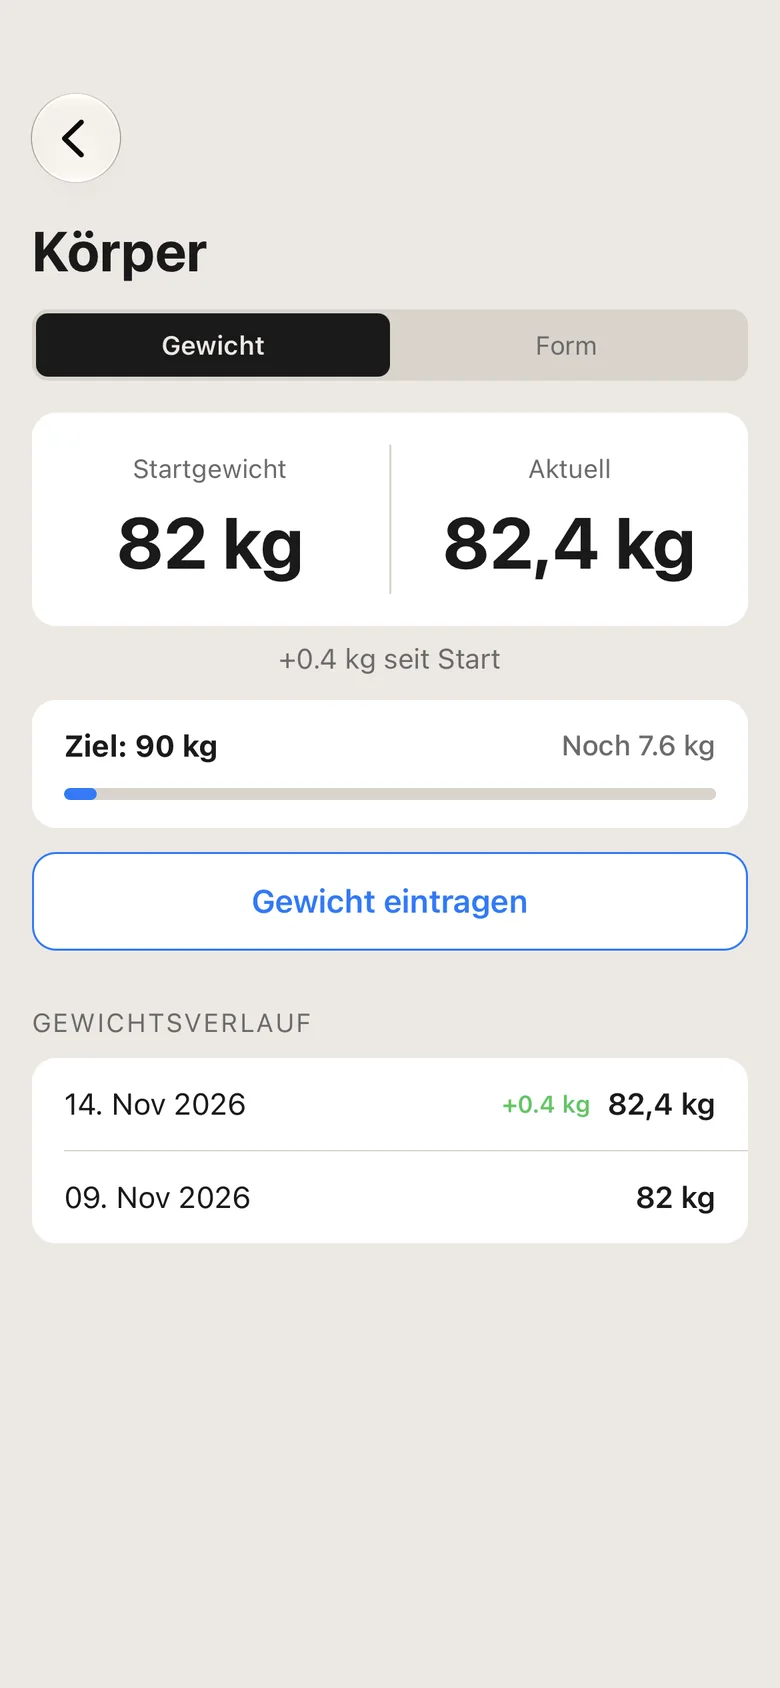 Körper
Gewicht Form
Startgewicht Aktuell
82 kg 82,4 kg
+0.4 kg seit Start
Ziel: 90 kg Noch 7.6 kg
Gewicht eintragen
GEWICHTSVERLAUF
14. Nov 2026 +0.4 kg 82,4 kg
09. Nov 2026 82 kg